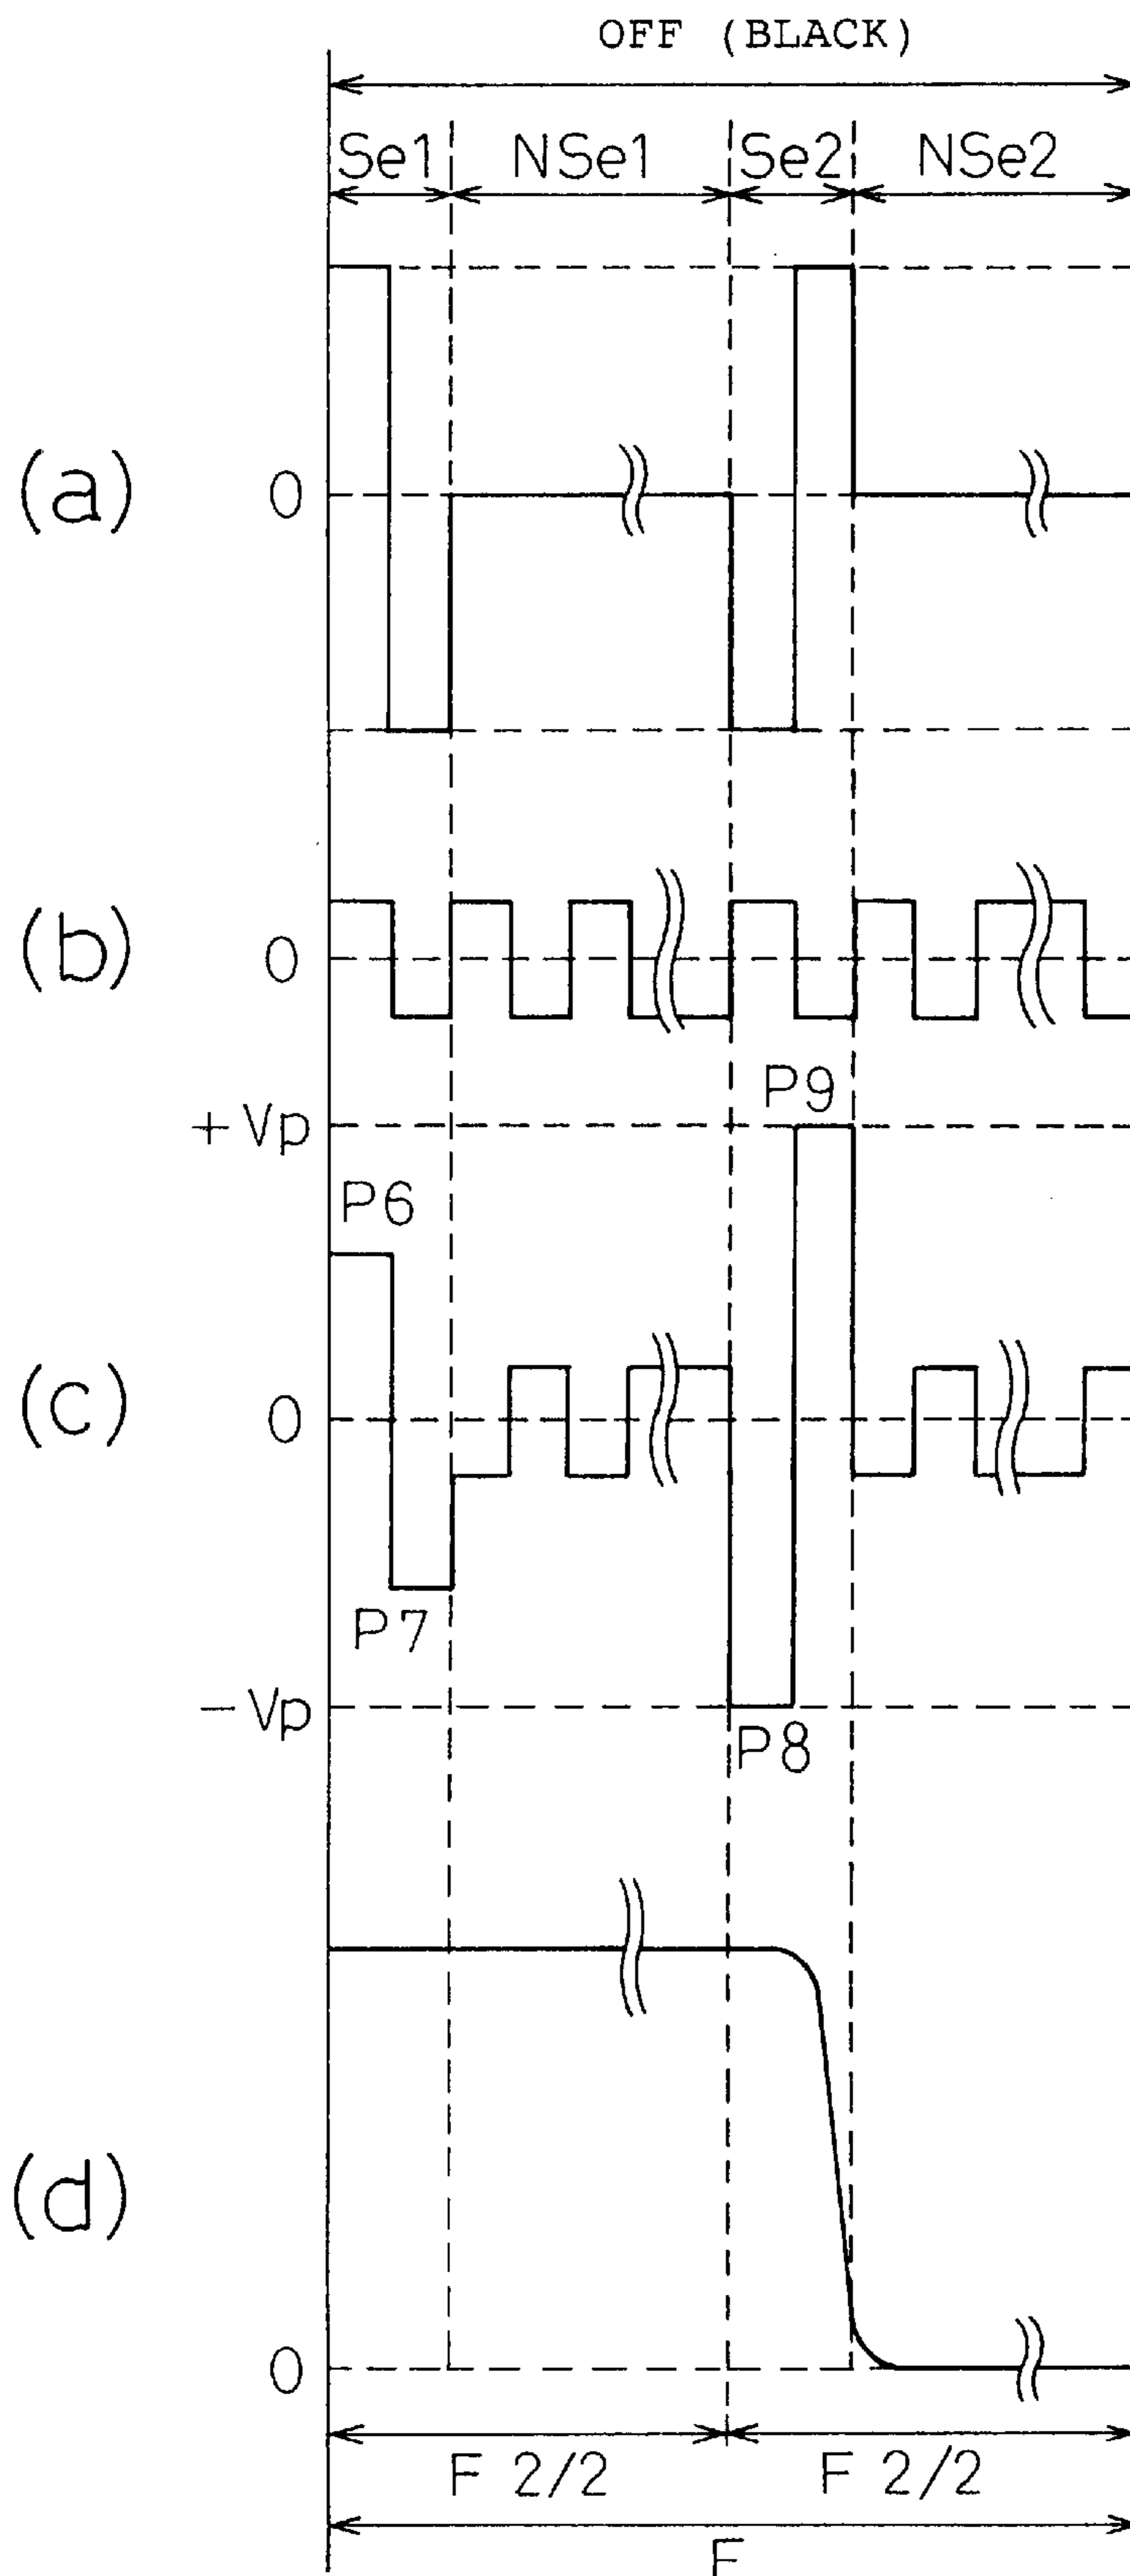 OFF (BLACK)
Se1 NSe1 Se2 NSe2
(a) 0
(b) 0
P9
+Vp
P6
(c) 0
P7
-Vp
P8
(d)
0
F 2/2 F 2/2
F